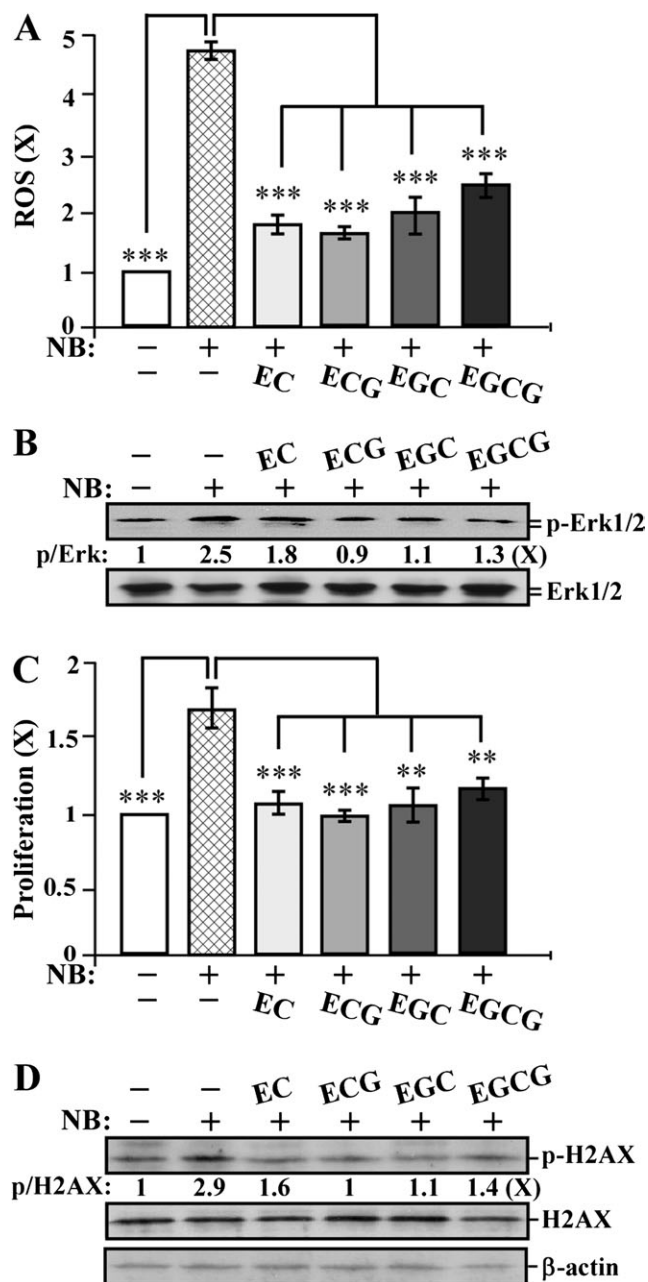 A
ROS (X)
5
4
3
2
1
0
*** *** *** *** ***
NB: – + + + + +
– – EC ECG EGC EGCG
B
– – EC ECG EGC EGCG
NB: – + + + + +
p-Erk1/2
p/Erk: 1 2.5 1.8 0.9 1.1 1.3 (X)
Erk1/2
C
Proliferation (X)
2
1.5
1
0.5
0
*** *** *** ** **
NB: – + + + + +
– – EC ECG EGC EGCG
D
– – EC ECG EGC EGCG
NB: – + + + + +
p-H2AX
p/H2AX: 1 2.9 1.6 1 1.1 1.4 (X)
H2AX
β-actin